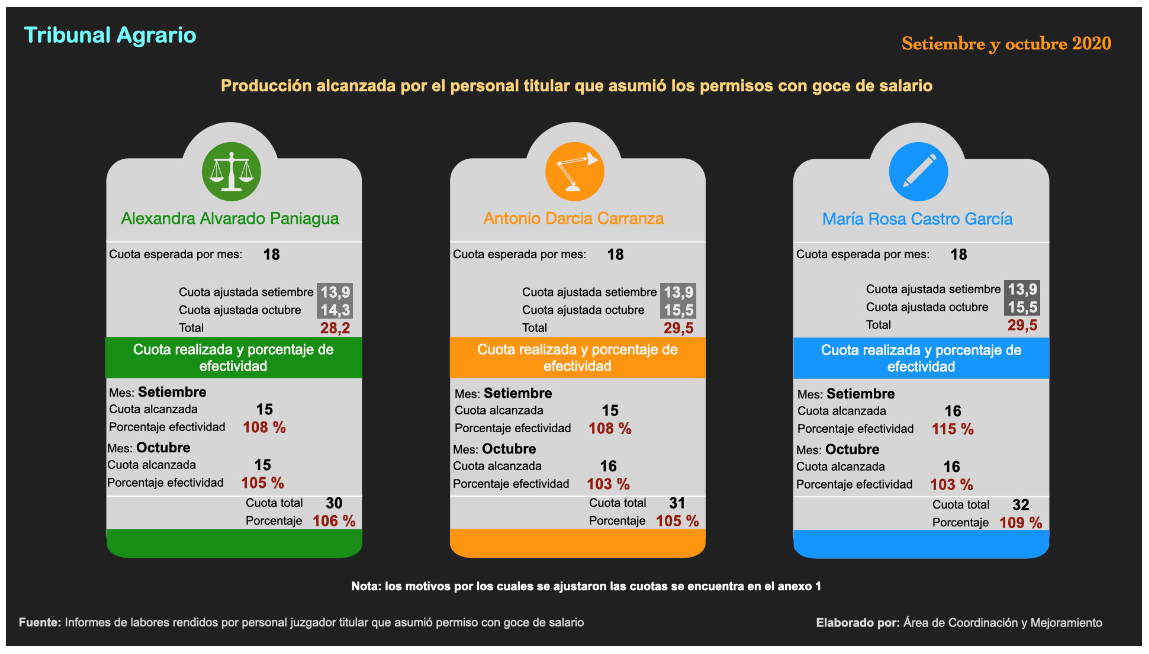 Tribunal Agrario
Setiembre y octubre 2020
Producción alcanzada por el personal titular que asumió los permisos con goce de salario
Alexandra Alvarado Paniagua
Cuota esperada por mes: 18
Cuota ajustada setiembre 13,9
Cuota ajustada octubre 14,3
Total 28,2
Cuota realizada y porcentaje de
efectividad
Mes: Setiembre
Cuota alcanzada 15
Porcentaje efectividad 108 %
Mes: Octubre
Cuota alcanzada 15
Porcentaje efectividad 105 %
Cuota total 30
Porcentaje 106 %
Antonio Darcia Carranza
Cuota esperada por mes: 18
Cuota ajustada setiembre 13,9
Cuota ajustada octubre 15,5
Total 29,5
Cuota realizada y porcentaje de
efectividad
Mes: Setiembre
Cuota alcanzada 15
Porcentaje efectividad 108 %
Mes: Octubre
Cuota alcanzada 16
Porcentaje efectividad 103 %
Cuota total 31
Porcentaje 105 %
María Rosa Castro García
Cuota esperada por mes: 18
Cuota ajustada setiembre 13,9
Cuota ajustada octubre 15,5
Total 29,5
Cuota realizada y porcentaje de
efectividad
Mes: Setiembre
Cuota alcanzada 16
Porcentaje efectividad 115 %
Mes: Octubre
Cuota alcanzada 16
Porcentaje efectividad 103 %
Cuota total 32
Porcentaje 109 %
Nota: los motivos por los cuales se ajustaron las cuotas se encuentra en el anexo 1
Fuente: Informes de labores rendidos por personal juzgador titular que asumió permiso con goce de salario
Elaborado por: Área de Coordinación y Mejoramiento